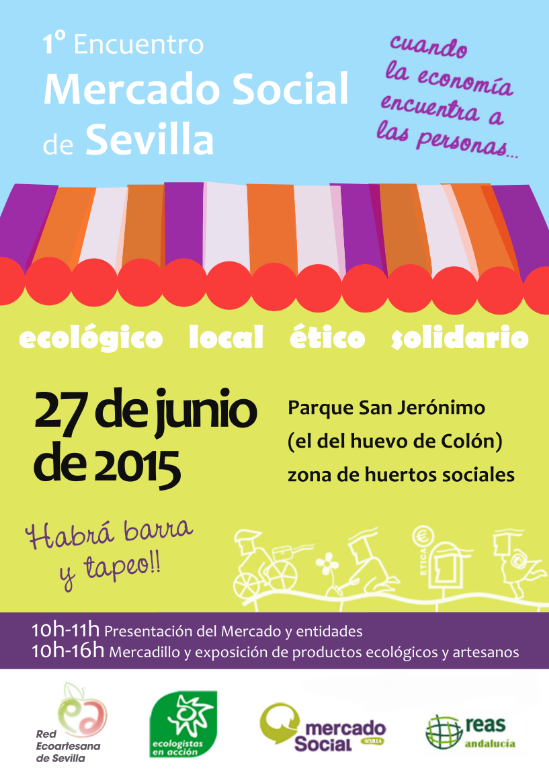 1º Encuentro
Mercado Social
de Sevilla
cuando
la economía
encuentra a
las personas...
ecológico local ético solidario
27 de junio
de 2015
Parque San Jerónimo
(el del huevo de Colón)
zona de huertos sociales
Habrá barra
y tapeo!!
€
ETICA
10h-11h Presentación del Mercado y entidades
10h-16h Mercadillo y exposición de productos ecológicos y artesanos
Red
Ecoartesana
de Sevilla
ecologistas
en acción
mercado
Social
SEVILLA
reas
andalucía